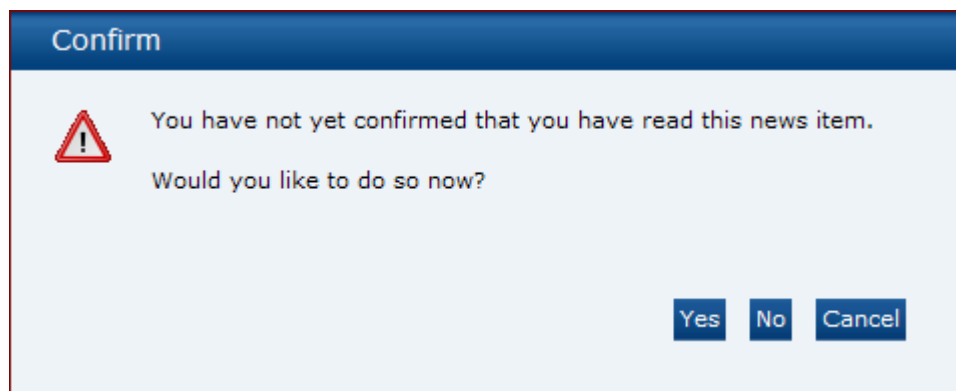 Confirm
You have not yet confirmed that you have read this news item.
Would you like to do so now?
Yes No Cancel